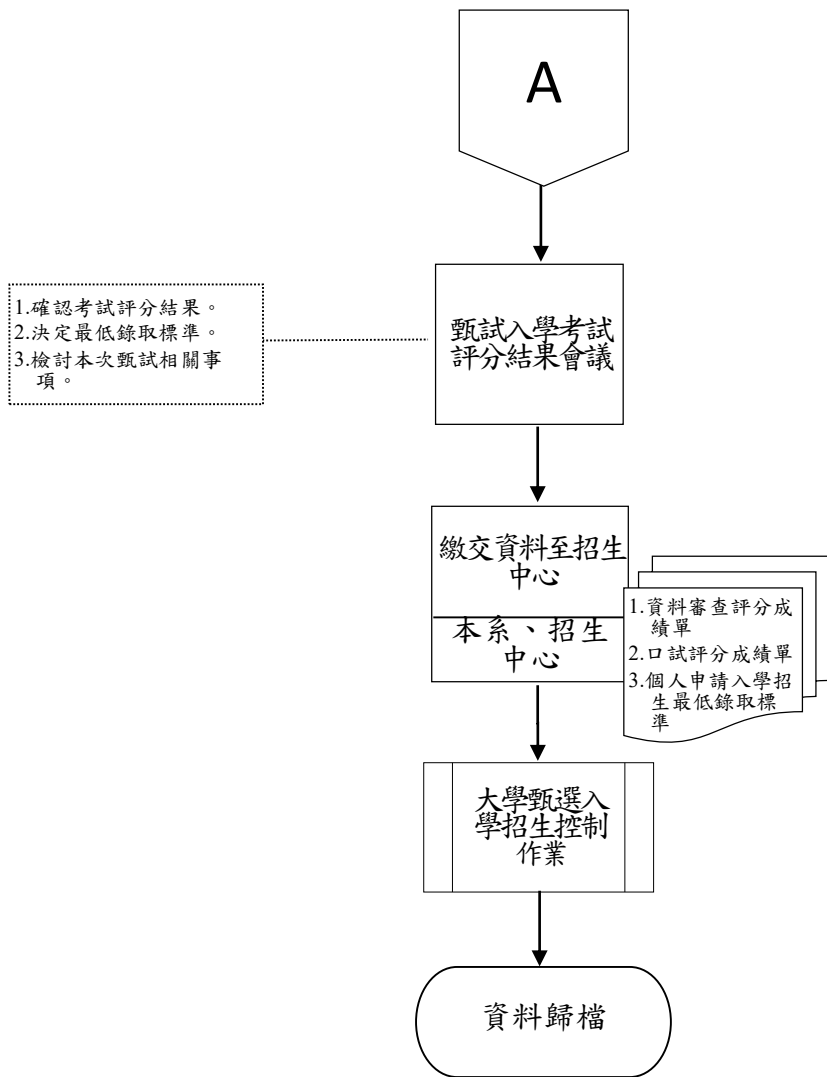 A
1.確認考試評分結果。
2.決定最低錄取標準。
3.檢討本次甄試相關事
項。
甄試入學考試
評分結果會議
繳交資料至招生
中心
本系、招生
中心
1.資料審查評分成
績單
2.口試評分成績單
3.個人申請入學招
生最低錄取標
準
大學甄選入
學招生控制
作業
資料歸檔